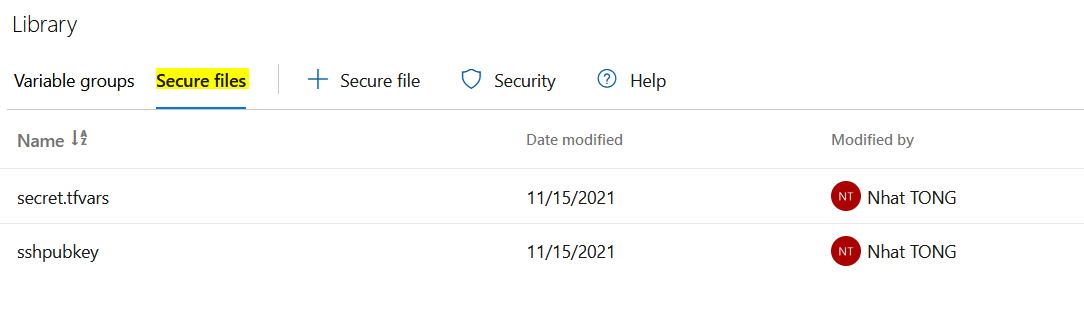 Library
Variable groups Secure files Secure file Security Help
Name Date modified Modified by
secret.tfvars 11/15/2021 NT Nhat TONG
sshpubkey 11/15/2021 NT Nhat TONG